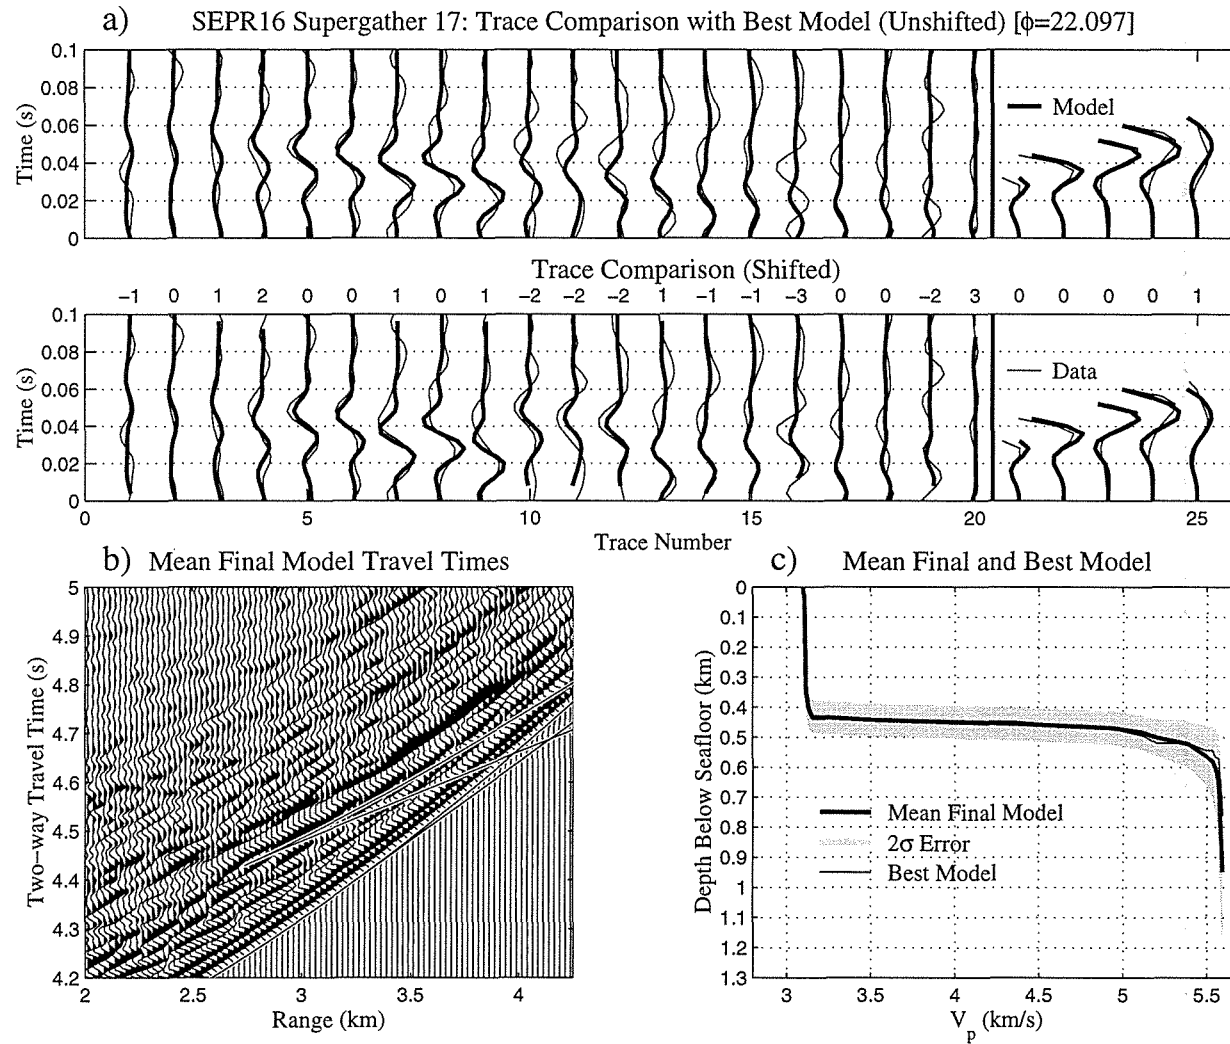 a) SEPR16 Supergather 17: Trace Comparison with Best Model (Unshifted) [ϕ=22.097]
0.1
0.08
0.06
0.04
0.02
0
Time (s)
Model
Trace Comparison (Shifted)
−1 0 1 2 0 0 1 0 1 −2 −2 −2 1 −1 −1 −3 0 0 −2 3 0 0 0 0 1
0.1
0.08
0.06
0.04
0.02
0
Time (s)
Data
0 5 10 15 20 25
Trace Number
b) Mean Final Model Travel Times
5
4.9
4.8
4.7
4.6
4.5
4.4
4.3
4.2
Two−way Travel Time (s)
2 2.5 3 3.5 4
Range (km)
c) Mean Final and Best Model
0
0.1
0.2
0.3
0.4
0.5
0.6
0.7
0.8
0.9
1
1.1
1.2
1.3
Depth Below Seafloor (km)
Mean Final Model
2σ Error
Best Model
3 3.5 4 4.5 5 5.5
Vp (km/s)